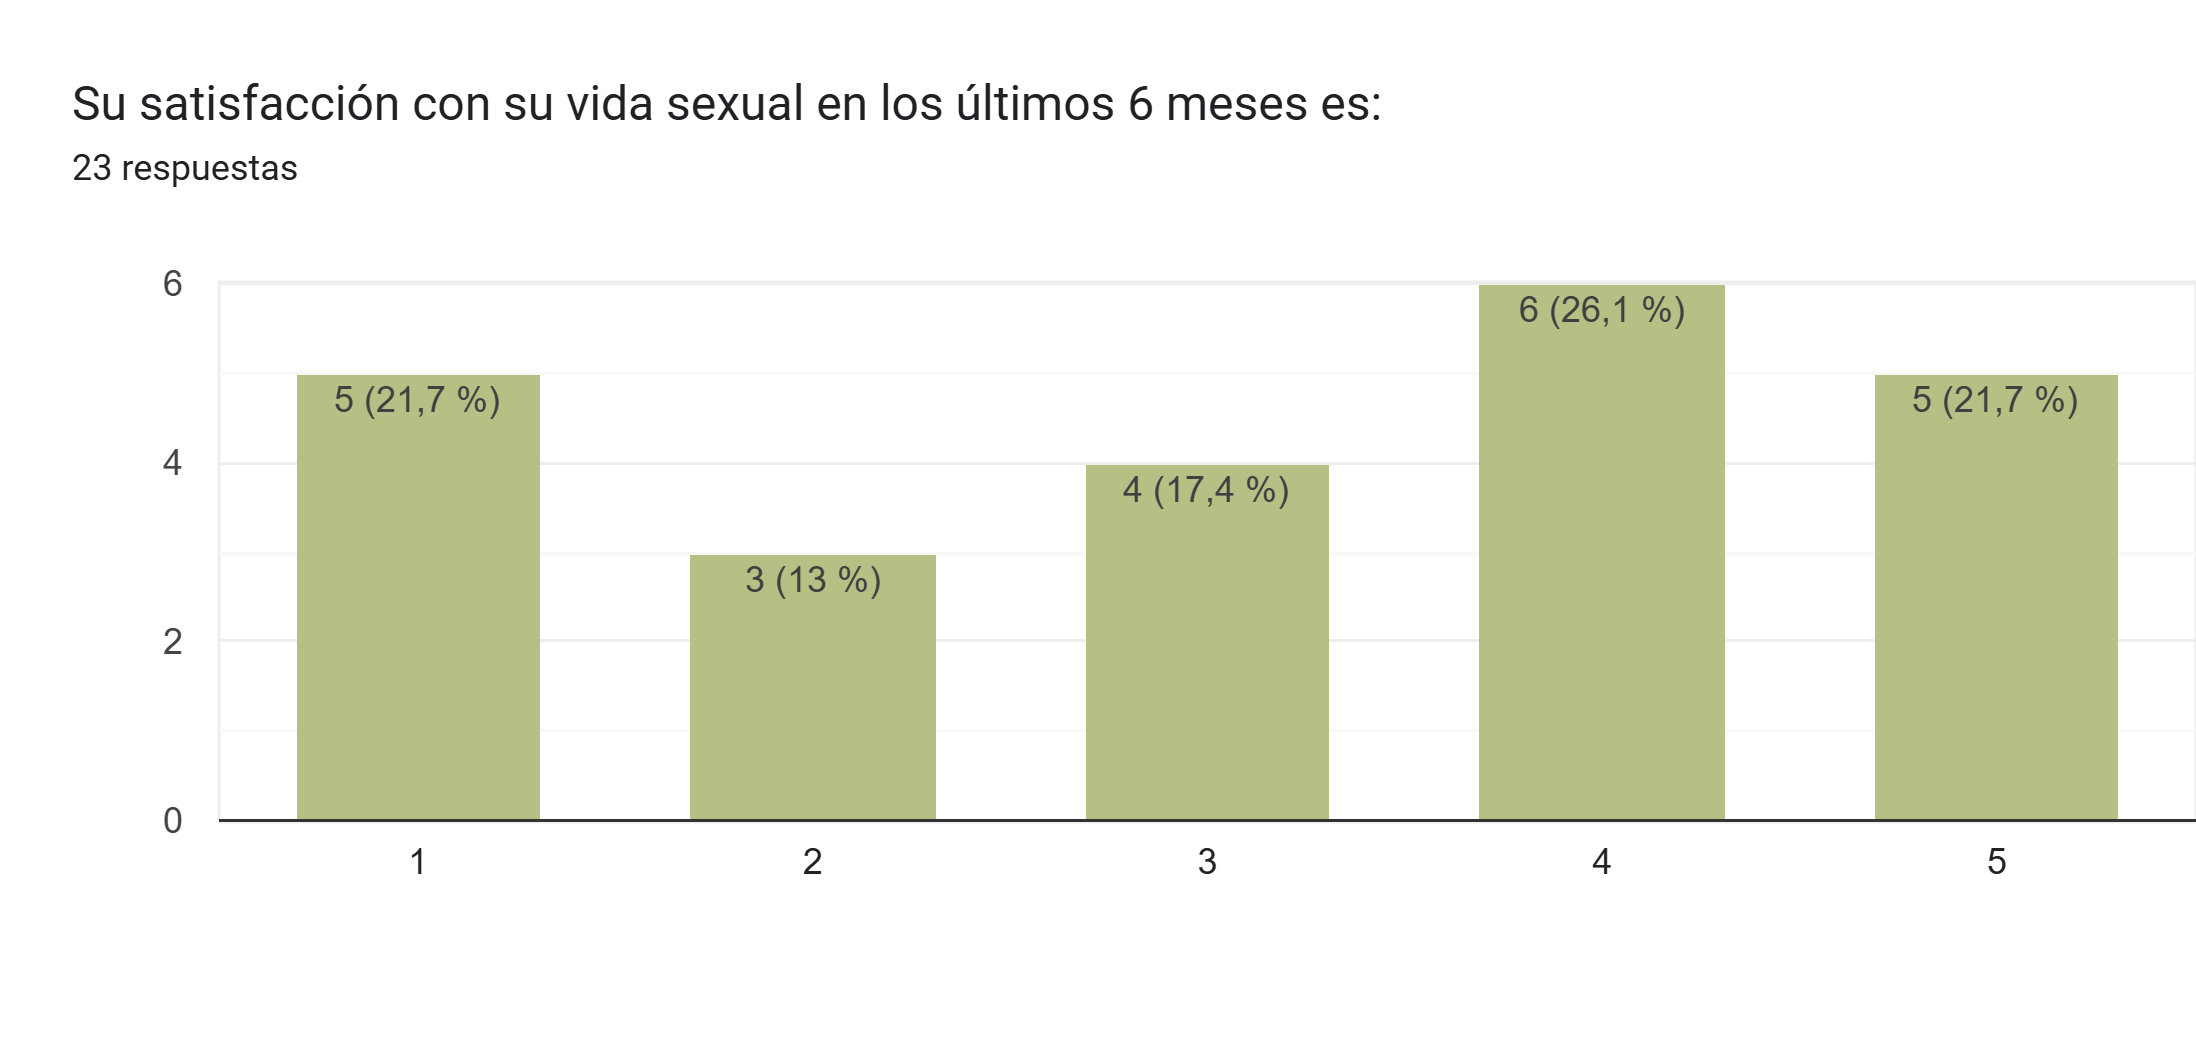 Su satisfacción con su vida sexual en los últimos 6 meses es:
23 respuestas
6
4
2
0
5 (21,7 %)
3 (13 %)
4 (17,4 %)
6 (26,1 %)
5 (21,7 %)
1
2
3
4
5